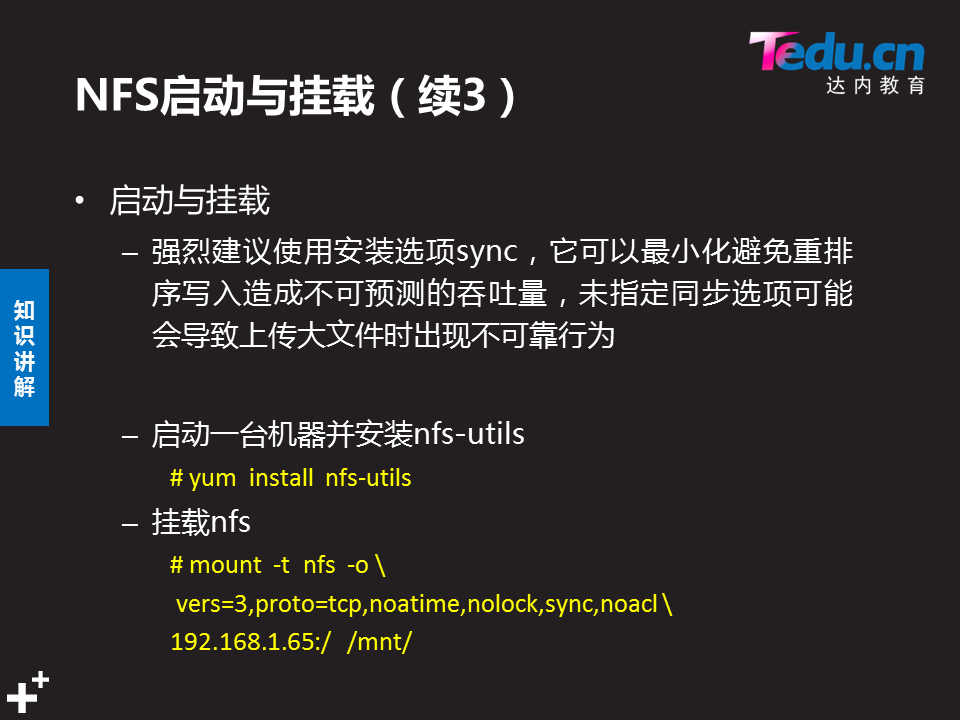 Tedu.cn
达内教育
NFS启动与挂载（续3）
• 启动与挂载
– 强烈建议使用安装选项sync，它可以最小化避免重排
序写入造成不可预测的吞吐量，未指定同步选项可能
会导致上传大文件时出现不可靠行为
知
识
讲
解
– 启动一台机器并安装nfs-utils
# yum install nfs-utils
– 挂载nfs
# mount -t nfs -o \
vers=3,proto=tcp,noatime,nolock,sync,noacl \
192.168.1.65:/ /mnt/